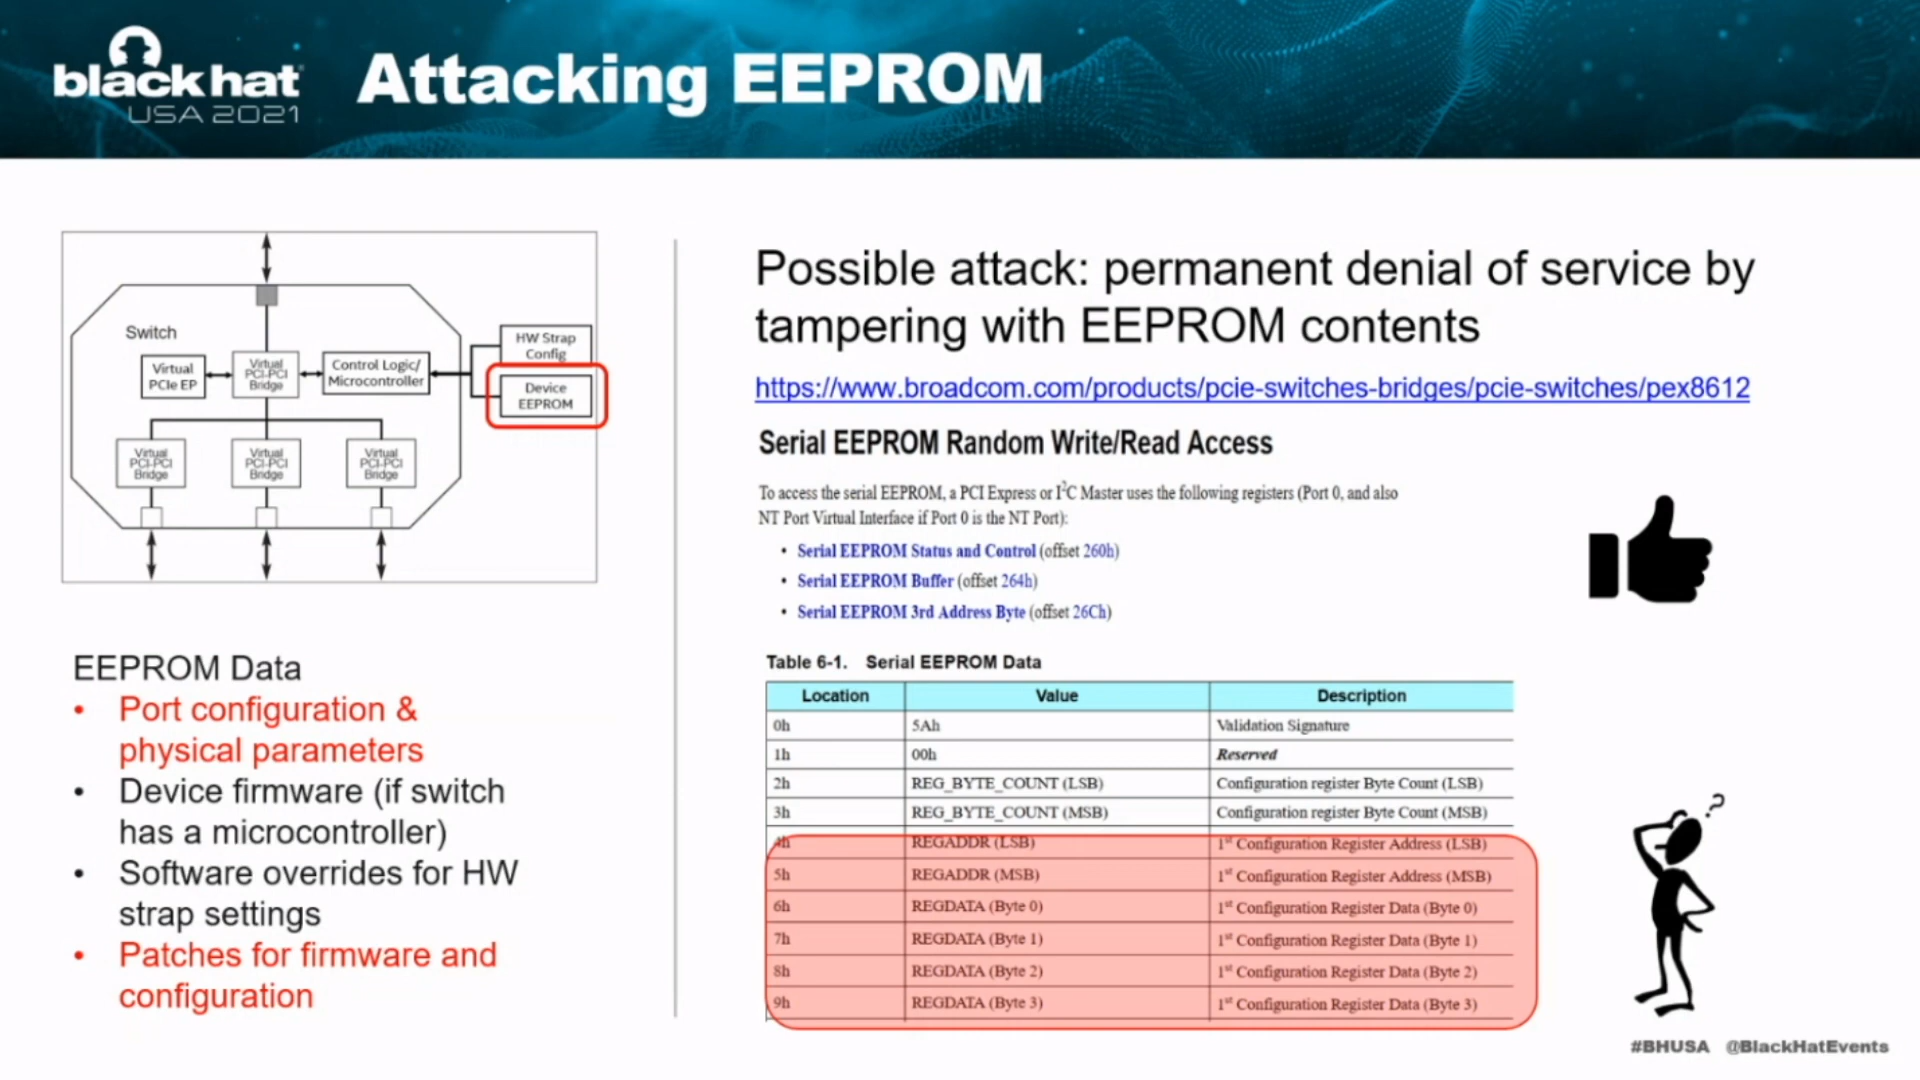 black hat
USA 2021
Attacking EEPROM
Switch
Virtual
PCIe EP
Virtual
PCI-PCI
Bridge
Control Logic/
Microcontroller
HW Strap
Config
Device
EEPROM
Virtual
PCI-PCI
Bridge
Virtual
PCI-PCI
Bridge
Virtual
PCI-PCI
Bridge
EEPROM Data
• Port configuration &
physical parameters
• Device firmware (if switch
has a microcontroller)
• Software overrides for HW
strap settings
• Patches for firmware and
configuration
Possible attack: permanent denial of service by
tampering with EEPROM contents
https://www.broadcom.com/products/pcie-switches-bridges/pcie-switches/pex8612
Serial EEPROM Random Write/Read Access
To access the serial EEPROM, a PCI Express or I²C Master uses the following registers (Port 0, and also
NT Port Virtual Interface if Port 0 is the NT Port):
• Serial EEPROM Status and Control (offset 260h)
• Serial EEPROM Buffer (offset 264h)
• Serial EEPROM 3rd Address Byte (offset 26Ch)
Table 6-1. Serial EEPROM Data
Location Value Description
0h 5Ah Validation Signature
1h 00h Reserved
2h REG_BYTE_COUNT (LSB) Configuration register Byte Count (LSB)
3h REG_BYTE_COUNT (MSB) Configuration register Byte Count (MSB)
4h REGADDR (LSB) 1st Configuration Register Address (LSB)
5h REGADDR (MSB) 1st Configuration Register Address (MSB)
6h REGDATA (Byte 0) 1st Configuration Register Data (Byte 0)
7h REGDATA (Byte 1) 1st Configuration Register Data (Byte 1)
8h REGDATA (Byte 2) 1st Configuration Register Data (Byte 2)
9h REGDATA (Byte 3) 1st Configuration Register Data (Byte 3)
?
#BHUSA @BlackHatEvents